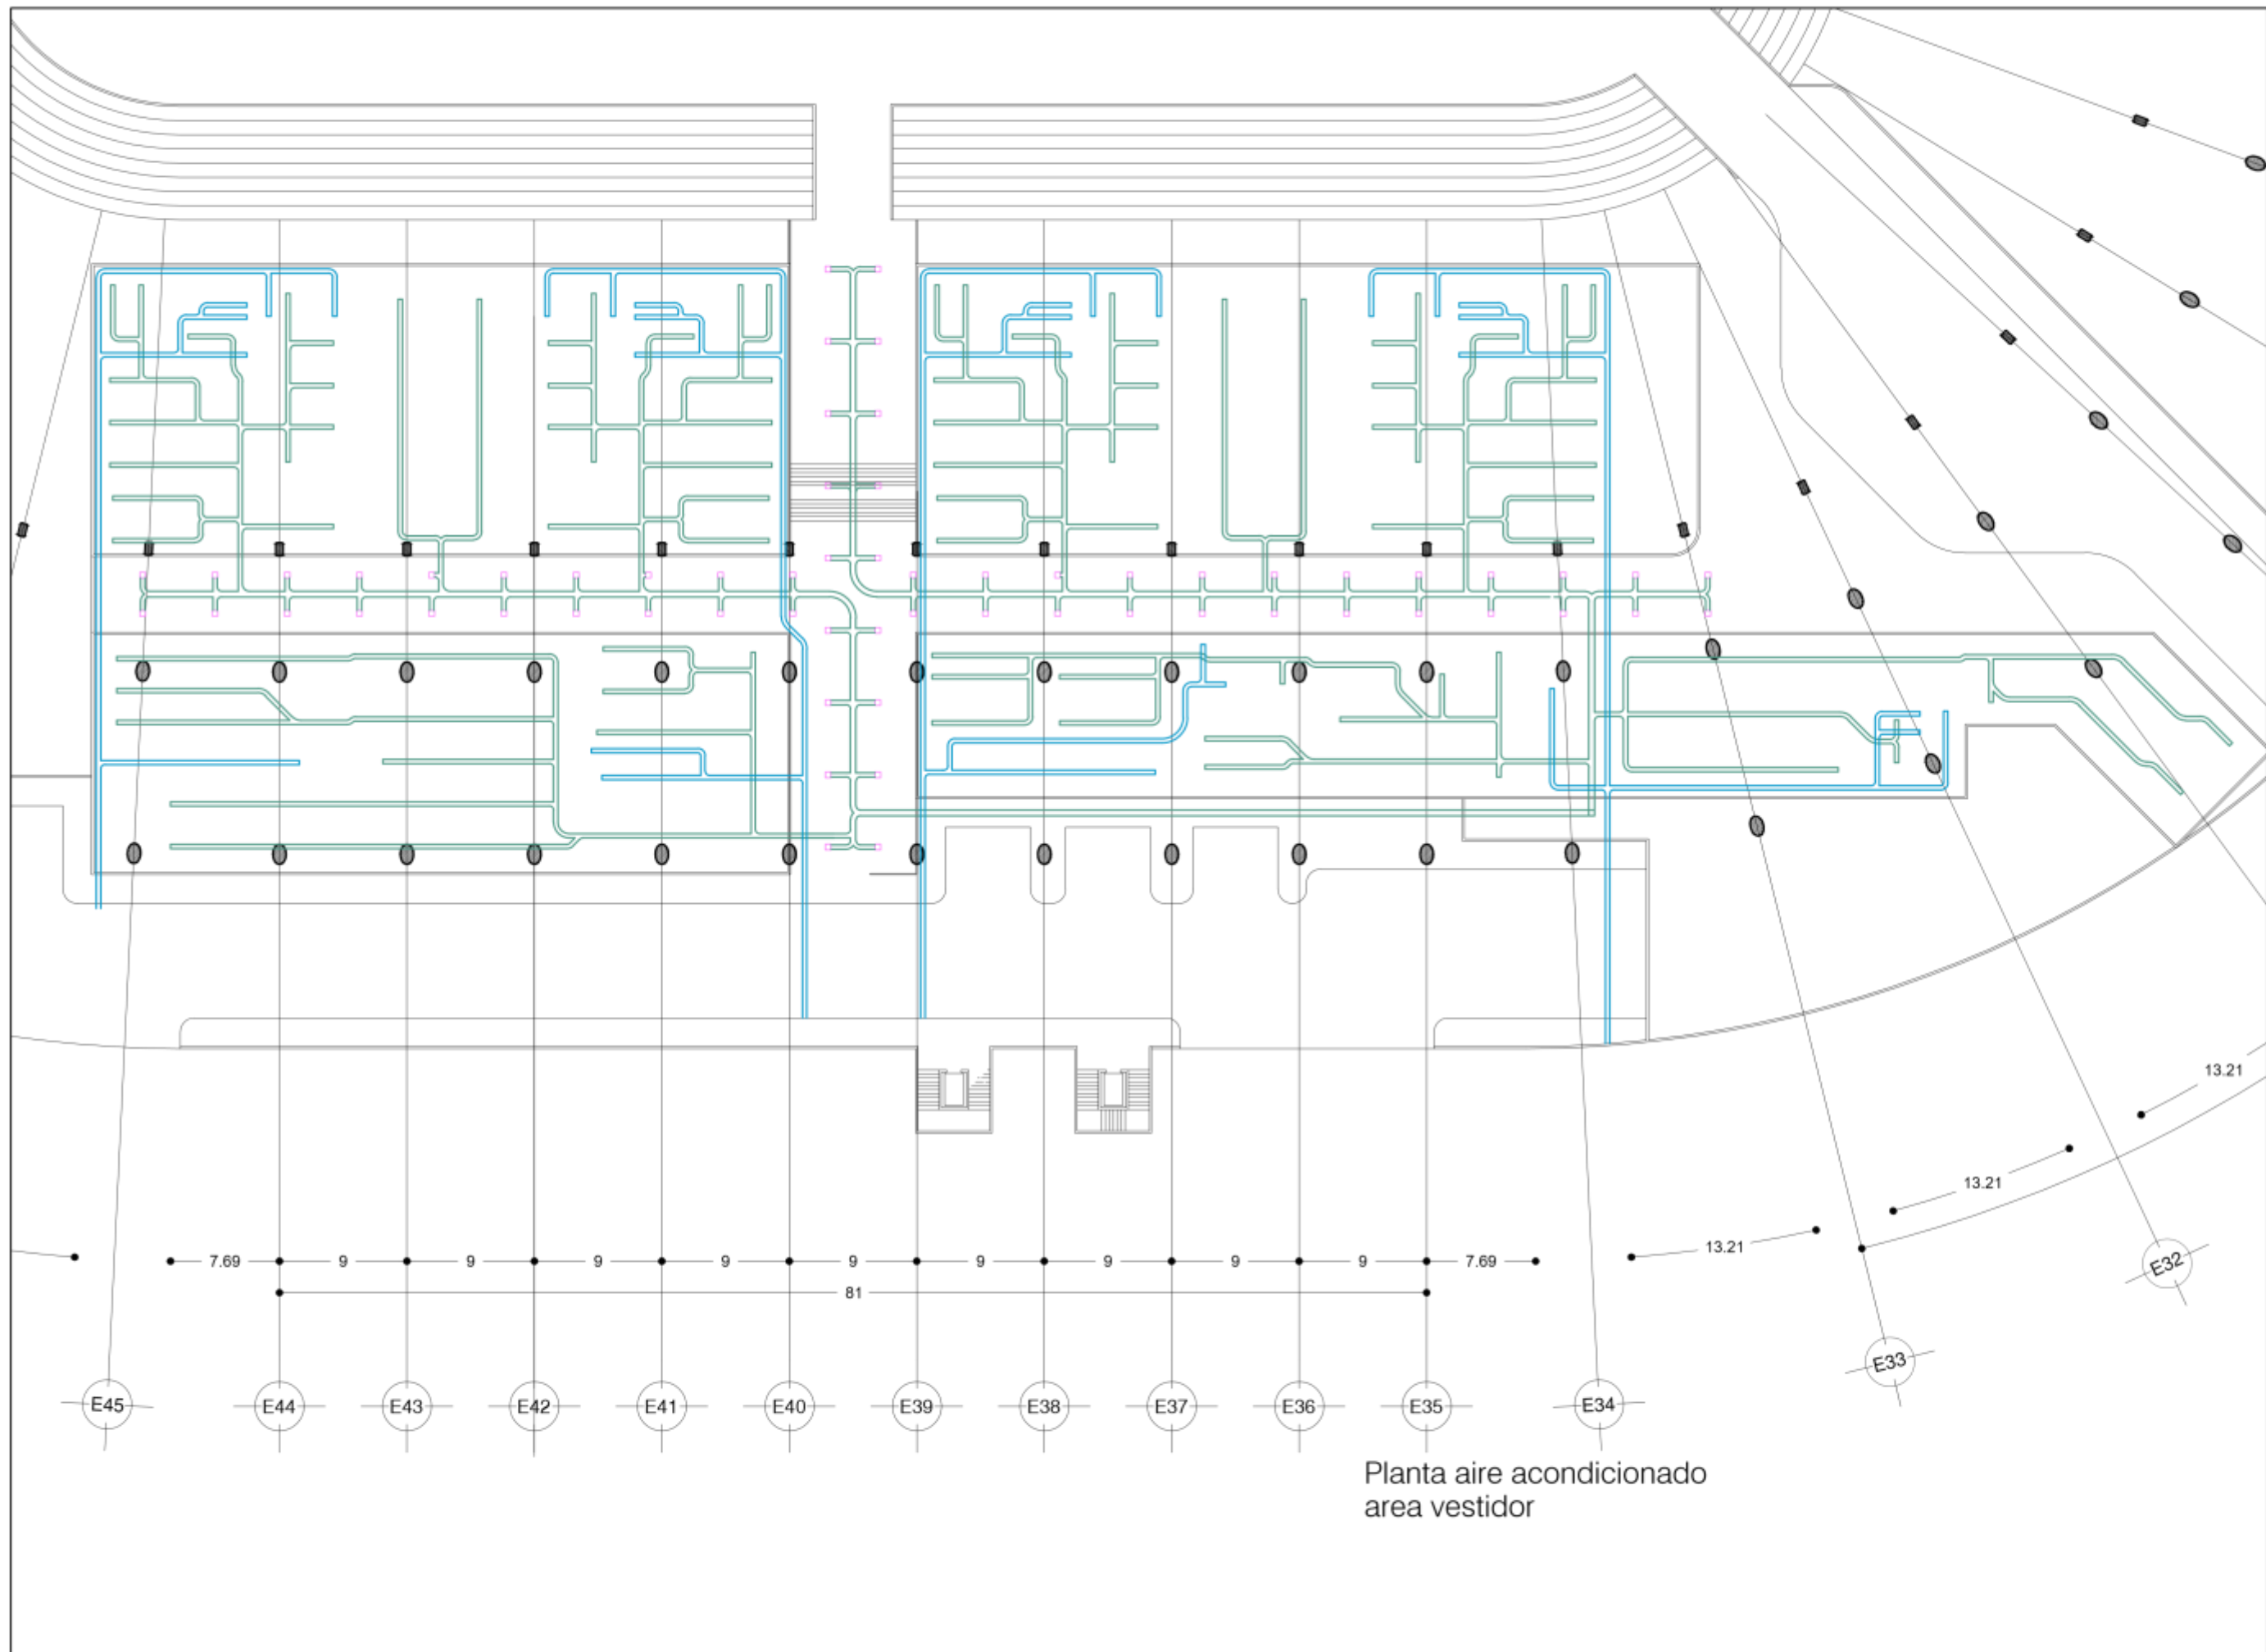 13.21
13.21
13.21
7.69 9 9 9 9 9 9 9 9 9 7.69
81
E32
E33
E45 E44 E43 E42 E41 E40 E39 E38 E37 E36 E35 E34
Planta aire acondicionado
area vestidor